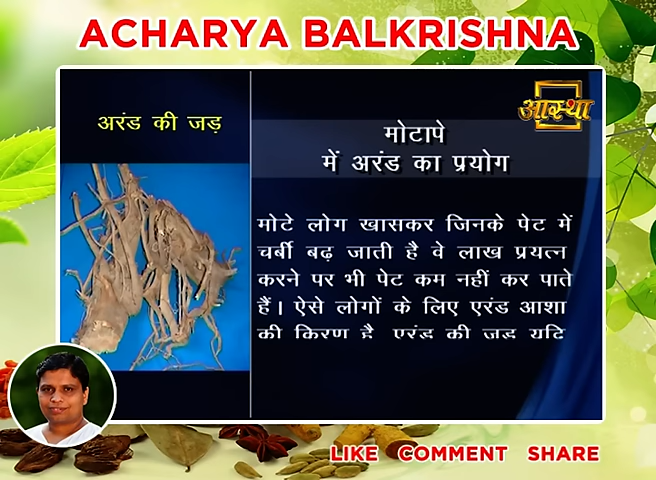 ACHARYA BALKRISHNA
आस्था
अरंड की जड़
मोटापे
में अरंड का प्रयोग
मोटे लोग खासकर जिनके पेट में
चर्बी बढ़ जाती है वे लाख प्रयत्न
करने पर भी पेट कम नहीं कर पाते
हैं। ऐसे लोगों के लिए एरंड आशा
की किरण है एरंड की जड़ यदि
LIKE COMMENT SHARE